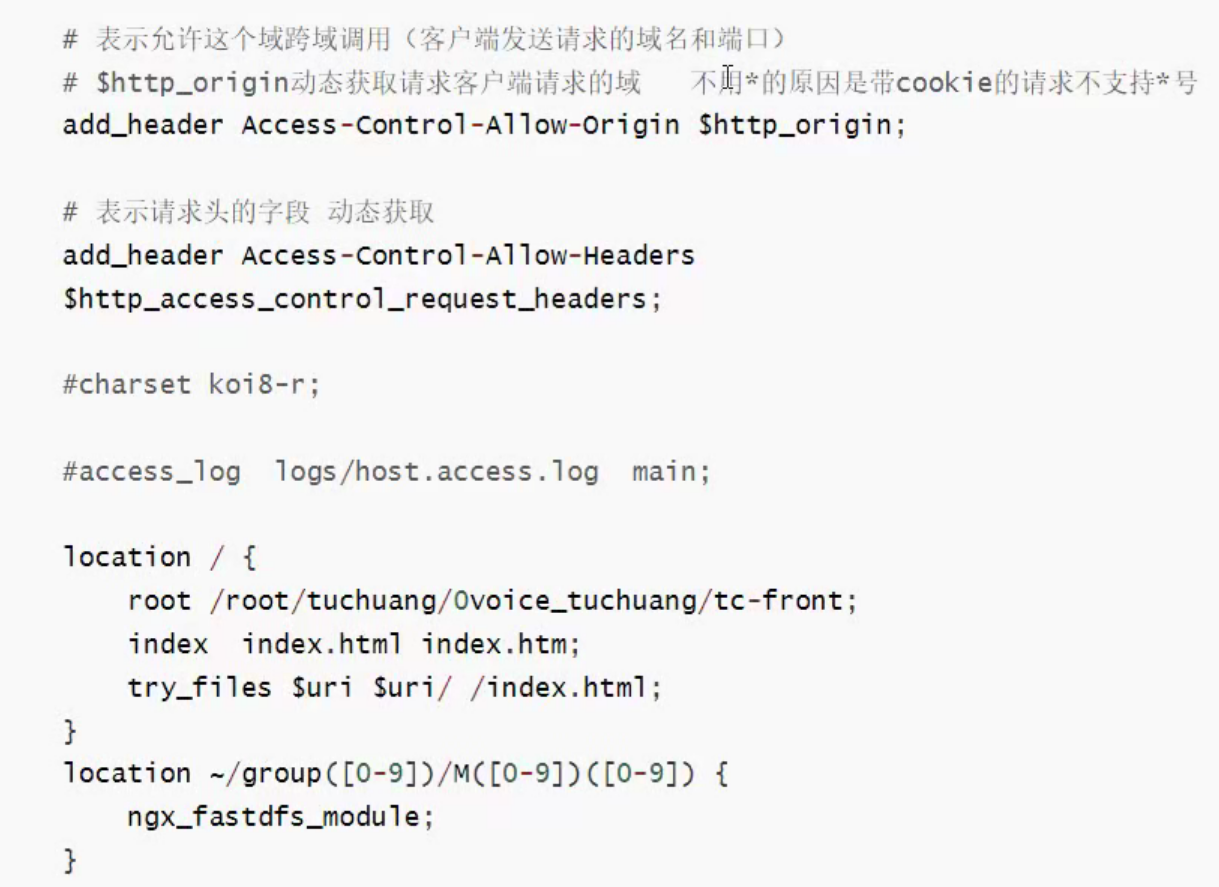 # 表示允许这个域跨域调用（客户端发送请求的域名和端口）
# $http_origin动态获取请求客户端请求的域   不用*的原因是带cookie的请求不支持*号
add_header Access-Control-Allow-Origin $http_origin;
# 表示请求头的字段 动态获取
add_header Access-Control-Allow-Headers
$http_access_control_request_headers;
#charset koi8-r;
#access_log  logs/host.access.log  main;
location / {
    root /root/tuchuang/0voice_tuchuang/tc-front;
    index  index.html index.htm;
    try_files $uri $uri/ /index.html;
}
location ~/group([0-9])/M([0-9])([0-9]) {
    ngx_fastdfs_module;
}